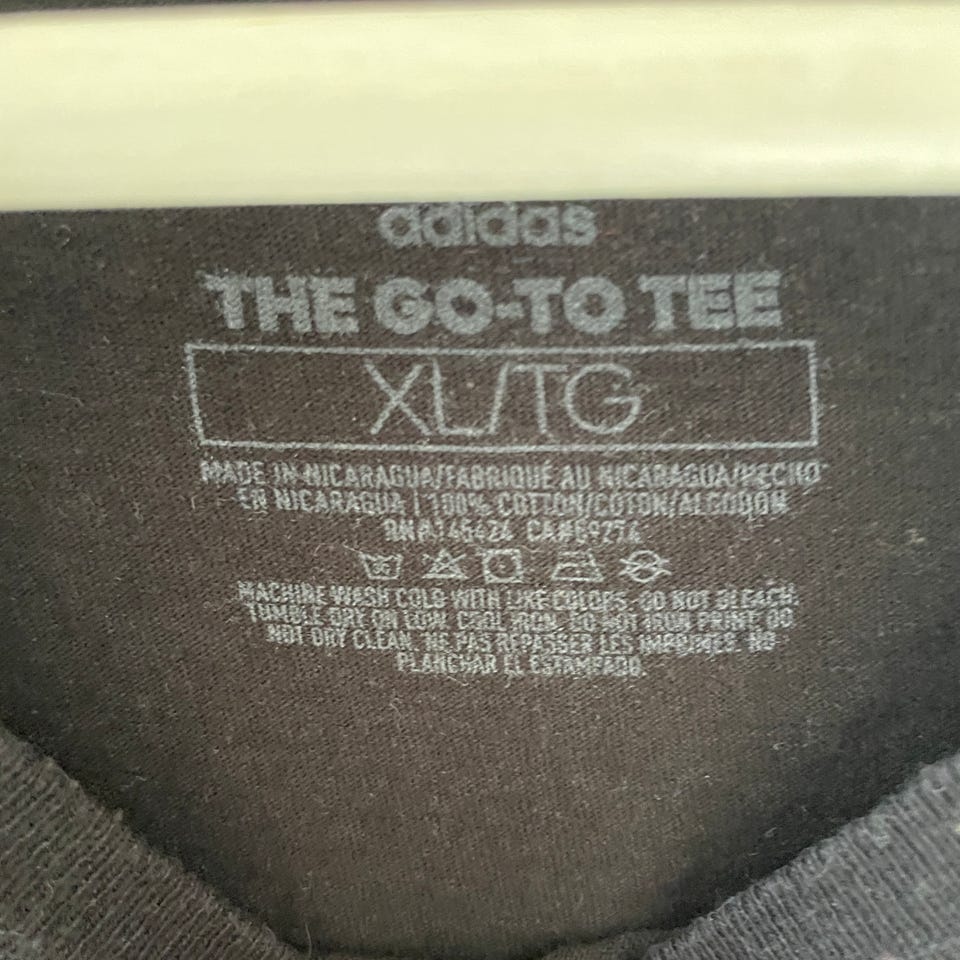 adidas
THE GO-TO TEE
XL/TG
MADE IN NICARAGUA/FABRIQUÉ AU NICARAGUA/HECHO
EN NICARAGUA | 100% COTTON/COTON/ALGODÓN
MACHINE WASH COLD WITH LIKE COLORS. DO NOT BLEACH.
TUMBLE DRY ON LOW. COOL IRON. DO NOT IRON PRINT. DO
NOT DRY CLEAN. NE PAS REPASSER LES IMPRIMÉS. NO
PLANCHAR EL ESTAMPADO.